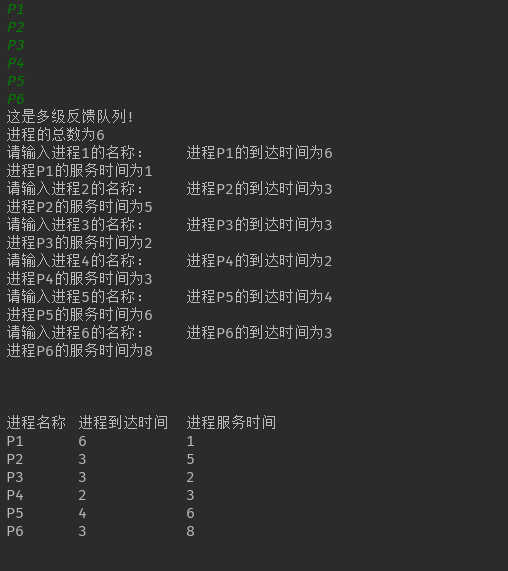 P1
P2
P3
P4
P5
P6
这是多级反馈队列!
进程的总数为6
请输入进程1的名称: 进程P1的到达时间为6
进程P1的服务时间为1
请输入进程2的名称: 进程P2的到达时间为3
进程P2的服务时间为5
请输入进程3的名称: 进程P3的到达时间为3
进程P3的服务时间为2
请输入进程4的名称: 进程P4的到达时间为2
进程P4的服务时间为3
请输入进程5的名称: 进程P5的到达时间为4
进程P5的服务时间为6
请输入进程6的名称: 进程P6的到达时间为3
进程P6的服务时间为8
进程名称 进程到达时间 进程服务时间
P1 6 1
P2 3 5
P3 3 2
P4 2 3
P5 4 6
P6 3 8